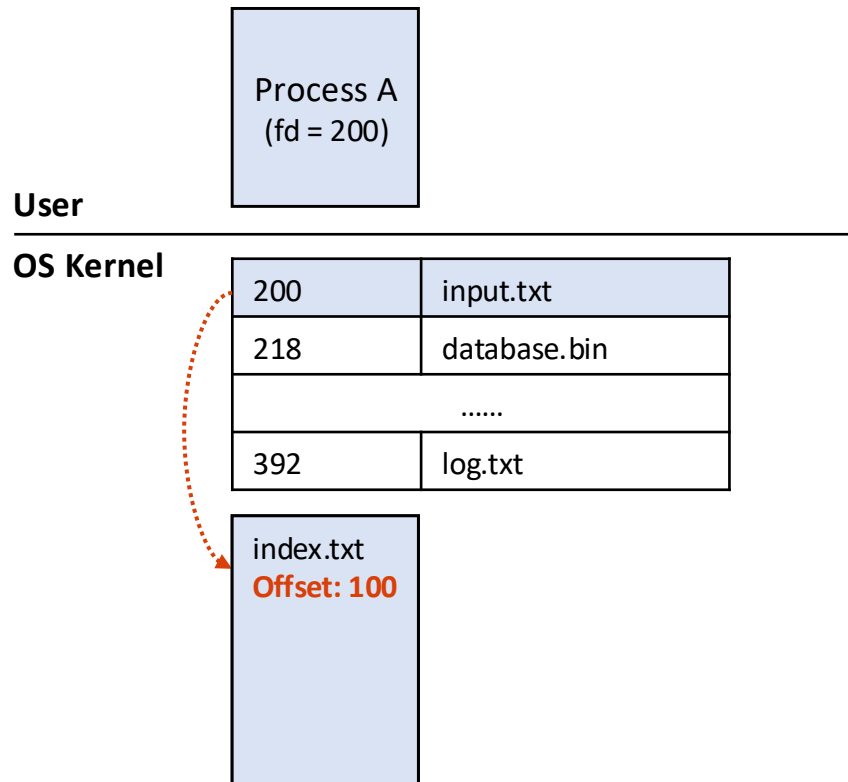 Process A
(fd = 200)
User
OS Kernel
200 input.txt
218 database.bin
......
392 log.txt
index.txt
Offset: 100